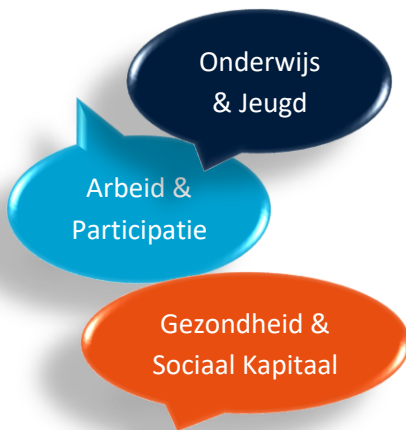 Onderwijs
& Jeugd
Arbeid &
Participatie
Gezondheid &
Sociaal Kapitaal